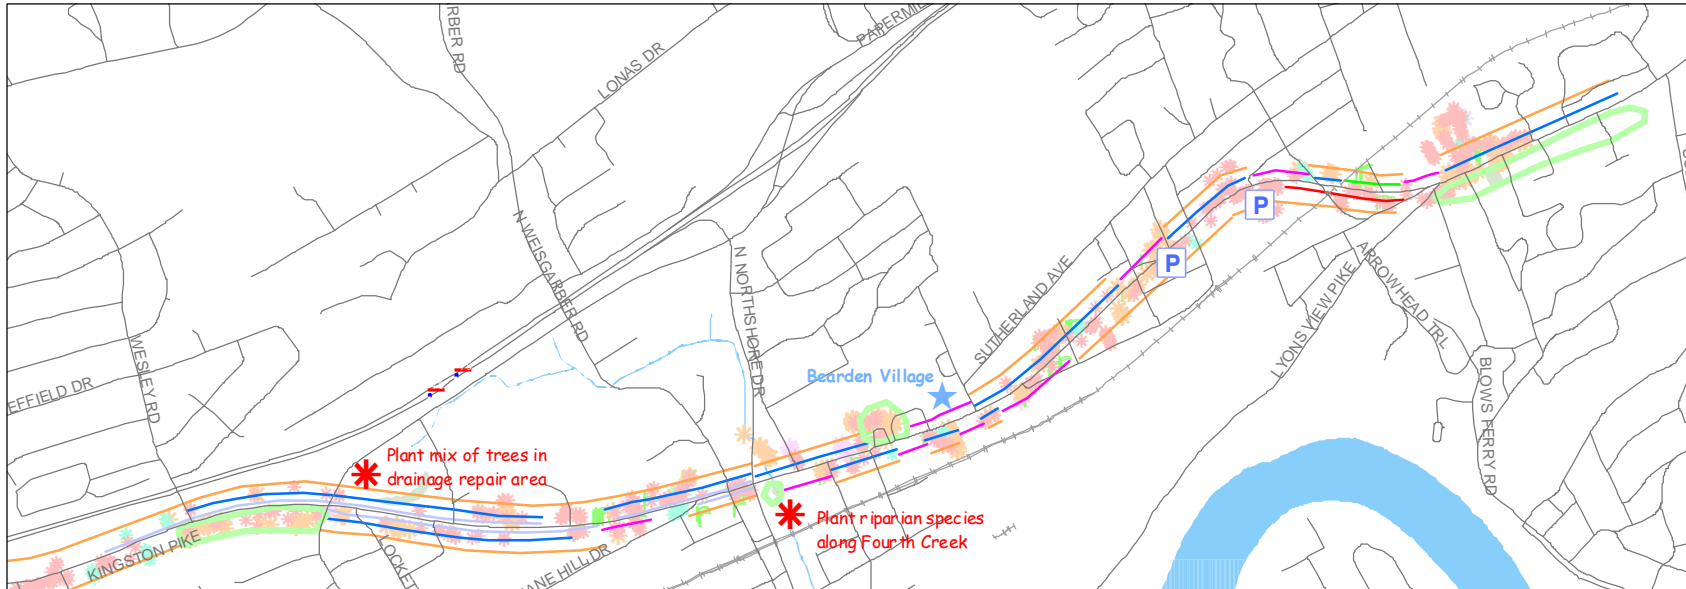 RBER RD
LONAS DR
PAPERMIL
N WEISGARBER RD
N NORTHSHORE DR
WESLEY RD
EFFIELD DR
SUTHERLAND AVE
LYONS VIEW PIKE
ARROWHEAD TRL
BLOWS FERRY RD
P
P
Bearden Village
Plant mix of trees in
drainage repair area
Plant riparian species
along Fourth Creek
KINGSTON PIKE
LOCKET
ANE HILL DR